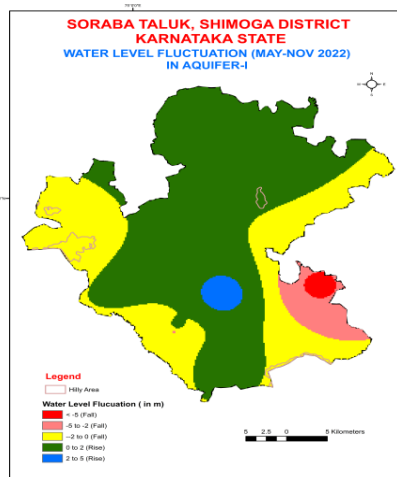 SORABA TALUK, SHIMOGA DISTRICT
KARNATAKA STATE
WATER LEVEL FLUCTUATION (MAY-NOV 2022)
IN AQUIFER-I
N
S
Legend
Hilly Area
Water Level Flucuation ( in m)
< -5 (Fall)
-5 to -2 (Fall)
--2 to 0 (Fall)
0 to 2 (Rise)
2 to 5 (Rise)
5 2.5 0 5 Kilometers